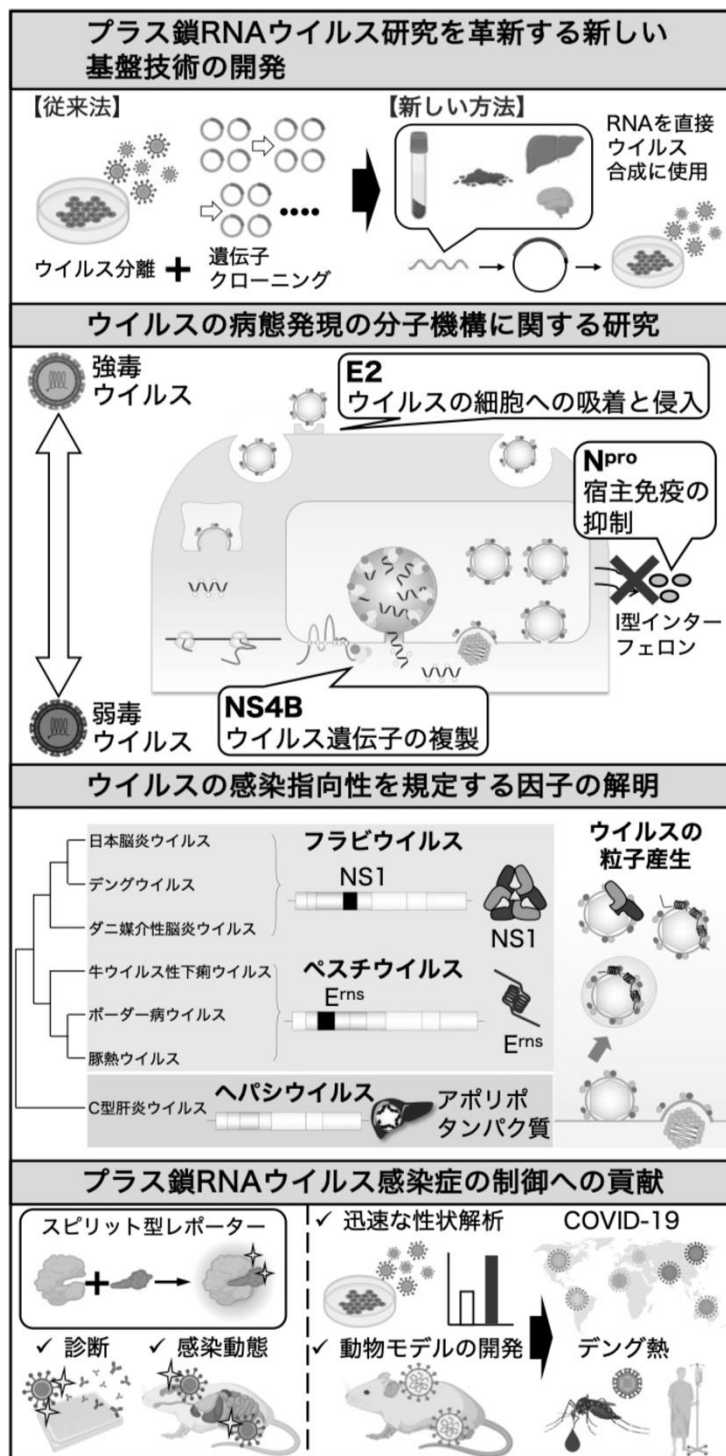 プラス鎖RNAウイルス研究を革新する新しい
基盤技術の開発
【従来法】
【新しい方法】
RNAを直接
ウイルス
合成に使用
ウイルス分離
+
遺伝子
クローニング
ウイルスの病態発現の分子機構に関する研究
強毒
ウイルス
E2
ウイルスの細胞への吸着と侵入
Npro
宿主免疫の
抑制
I型インター
フェロン
弱毒
ウイルス
NS4B
ウイルス遺伝子の複製
ウイルスの感染指向性を規定する因子の解明
日本脳炎ウイルス
デングウイルス
ダニ媒介性脳炎ウイルス
フラビウイルス
NS1
NS1
牛ウイルス性下痢ウイルス
ボーダー病ウイルス
豚熱ウイルス
ペスチウイルス
Erns
Erns
C型肝炎ウイルス
ヘパシウイルス
アポリポ
タンパク質
ウイルスの
粒子産生
プラス鎖RNAウイルス感染症の制御への貢献
スピリット型レポーター
+
✓ 診断
✓ 感染動態
✓ 迅速な性状解析
✓ 動物モデルの開発
COVID-19
デング熱